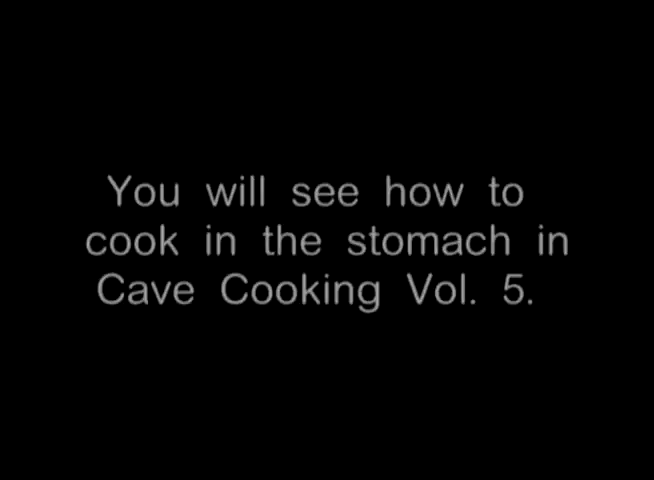 You will see how to
cook in the stomach in
Cave Cooking Vol. 5.